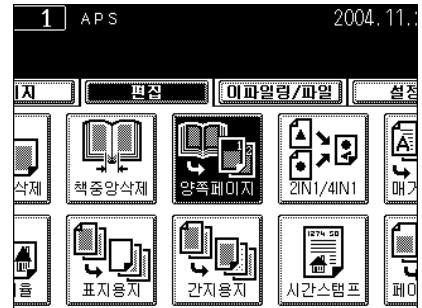 1 APS 2004.11.
지 편집 이파일링/파일 설정
삭제 책중앙삭제 양쪽페이지 2IN1/4IN1 매거
율 표지용지 간지용지 시간스탬프 페이